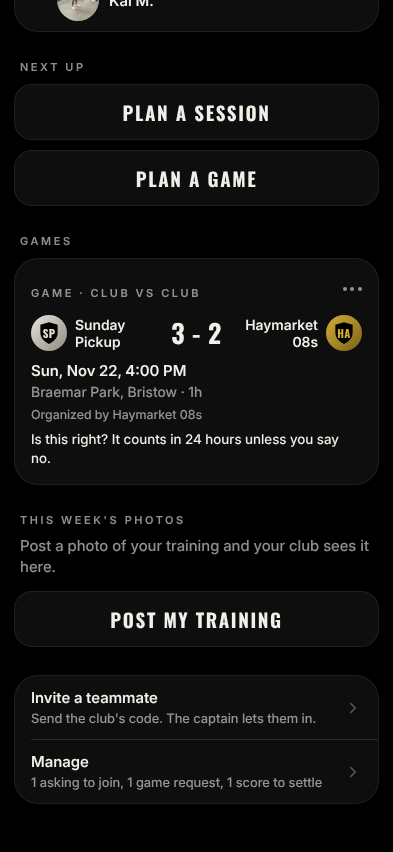 Kai M.
NEXT UP
PLAN A SESSION
PLAN A GAME
GAMES
GAME · CLUB VS CLUB
SP
Sunday
Pickup
3 - 2
Haymarket
08s
HA
Sun, Nov 22, 4:00 PM
Braemar Park, Bristow · 1h
Organized by Haymarket 08s
Is this right? It counts in 24 hours unless you say
no.
THIS WEEK'S PHOTOS
Post a photo of your training and your club sees it
here.
POST MY TRAINING
Invite a teammate
Send the club's code. The captain lets them in.
Manage
1 asking to join, 1 game request, 1 score to settle